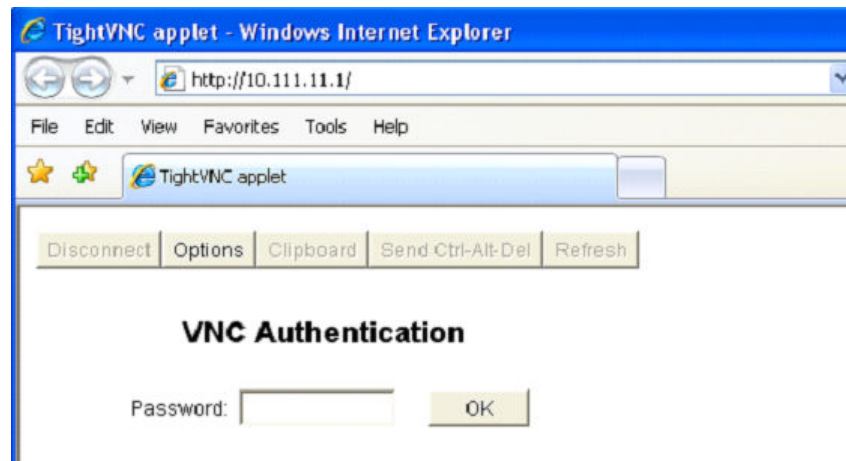 TightVNC applet - Windows Internet Explorer
http://10.111.11.1/
File Edit View Favorites Tools Help
TightVNC applet
Disconnect Options Clipboard Send Ctrl-Alt-Del Refresh
VNC Authentication
Password: OK